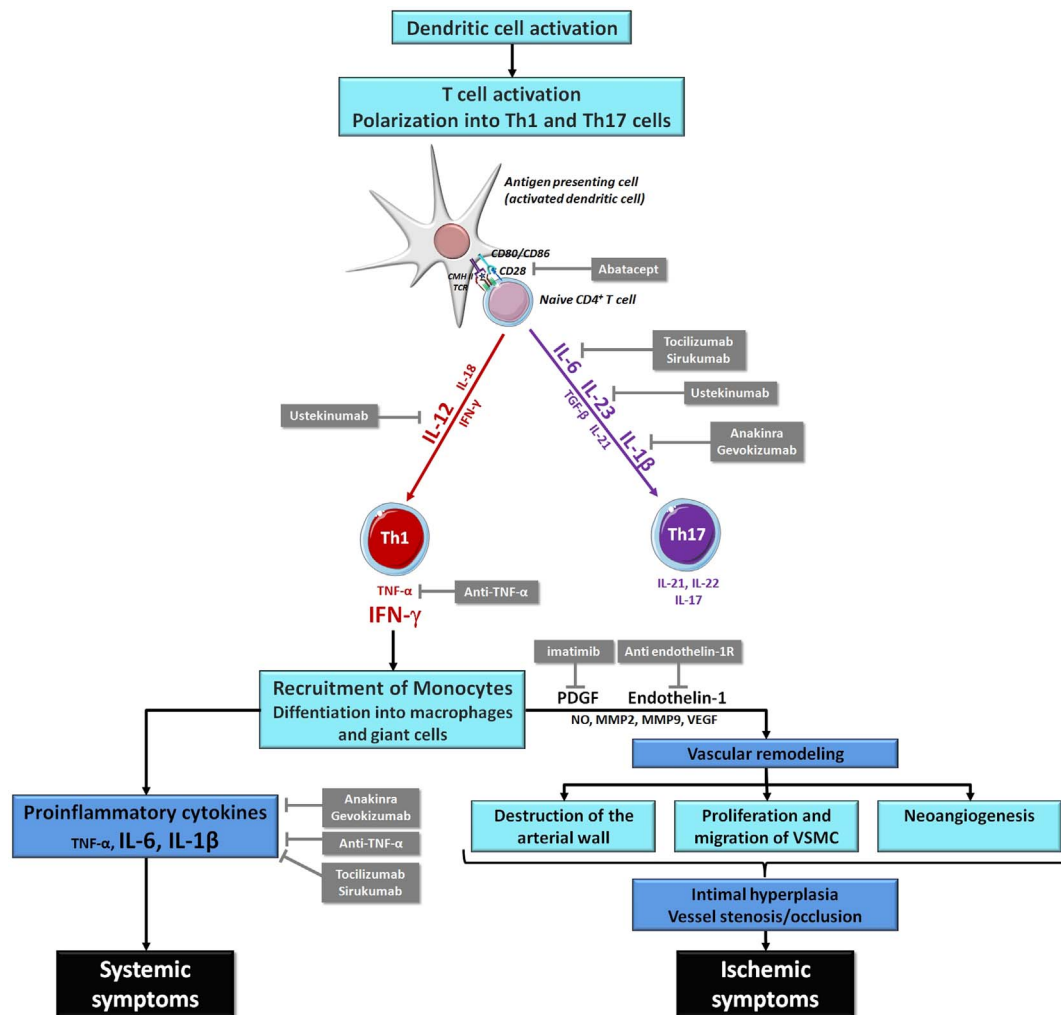 Dendritic cell activation
T cell activation
Polarization into Th1 and Th17 cells
Antigen presenting cell
(activated dendritic cell)
CD80/CD86
CD28
Abatacept
CMH II
TCR
Naive CD4⁺ T cell
Tocilizumab
Sirukumab
IL-6
IL-18
Ustekinumab
IL-23
Ustekinumab
IL-12
IFN-γ
TGF-β
IL-21
IL-1β
Anakinra
Gevokizumab
Th1
Th17
TNF-α
Anti-TNF-α
IL-21, IL-22
IL-17
IFN-γ
imatimib
Anti endothelin-1R
Recruitment of Monocytes
Diffentiation into macrophages
and giant cells
PDGF
Endothelin-1
NO, MMP2, MMP9, VEGF
Vascular remodeling
Proinflammatory cytokines
TNF-α, IL-6, IL-1β
Anakinra
Gevokizumab
Anti-TNF-α
Tocilizumab
Sirukumab
Destruction of the
arterial wall
Proliferation and
migration of VSMC
Neoangiogenesis
Intimal hyperplasia
Vessel stenosis/occlusion
Systemic
symptoms
Ischemic
symptoms